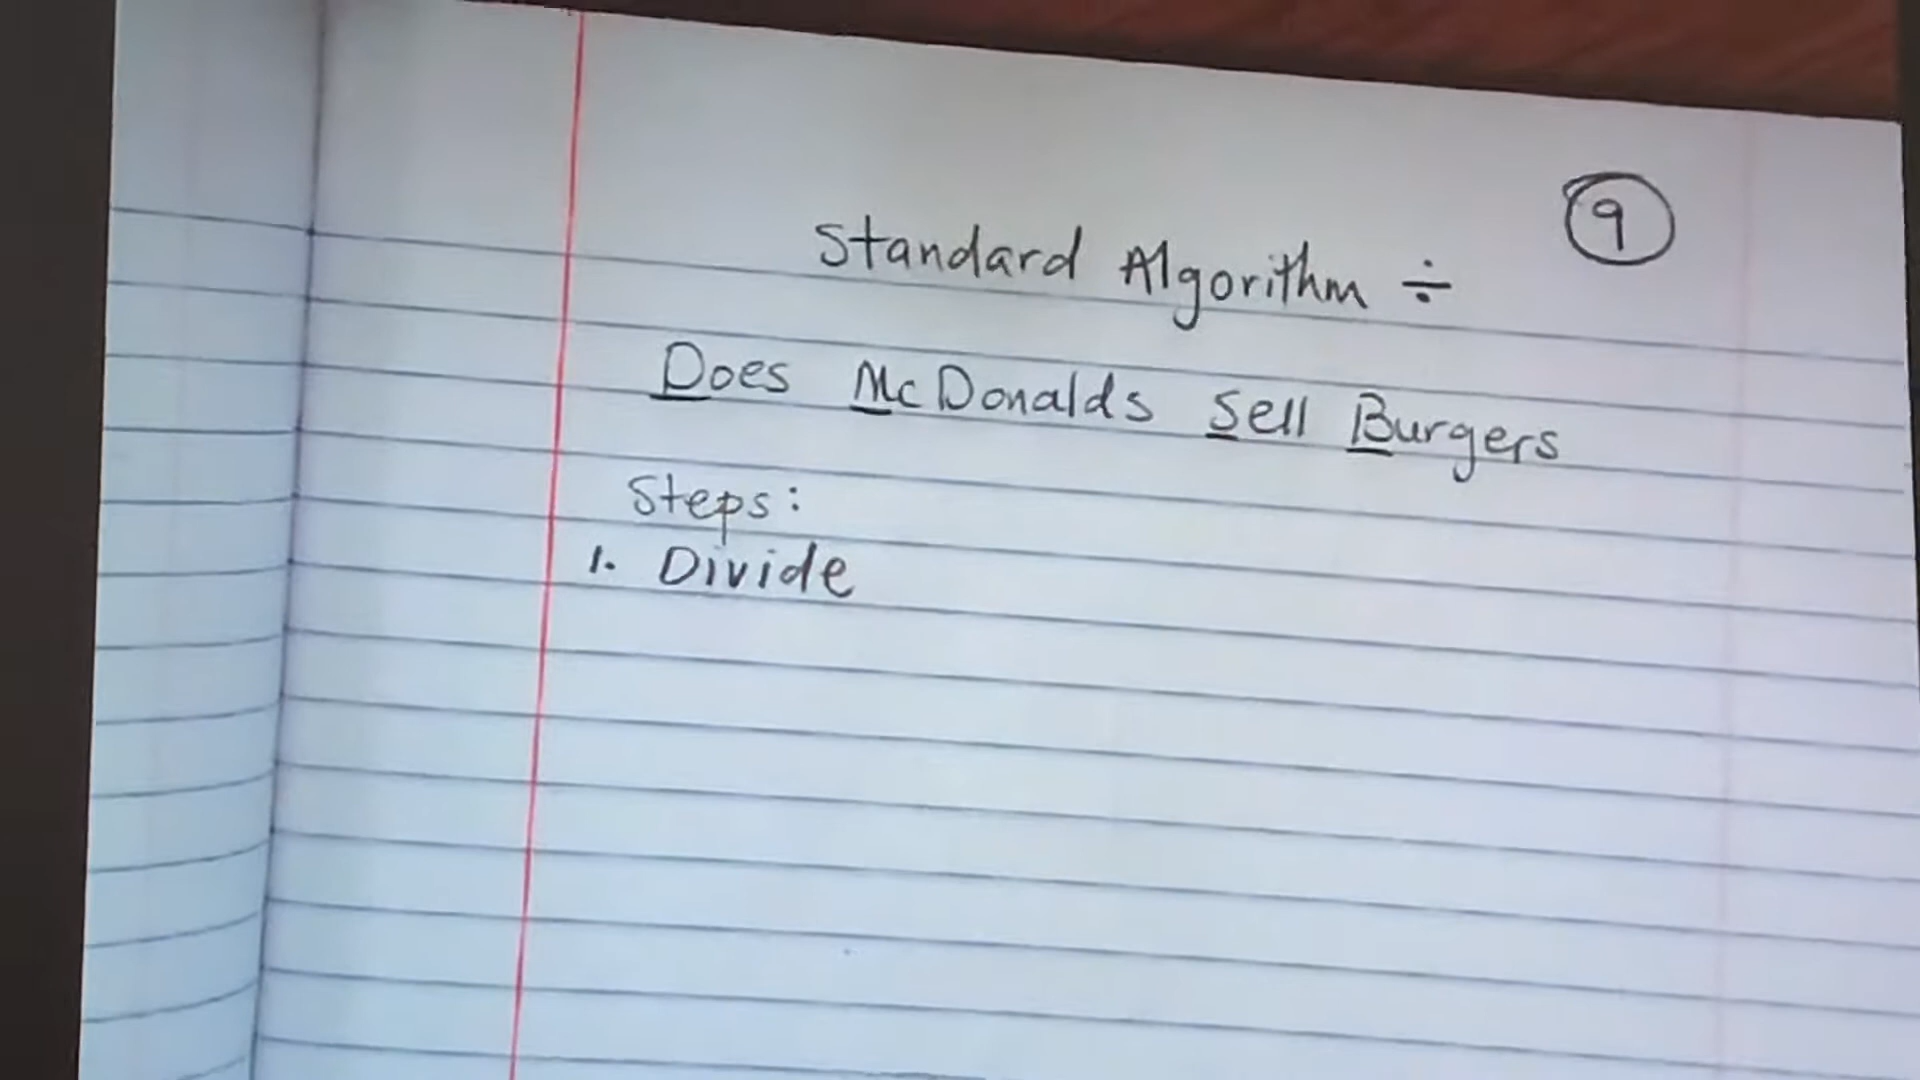 9
Standard Algorithm ÷
Does McDonalds Sell Burgers
Steps:
1. Divide